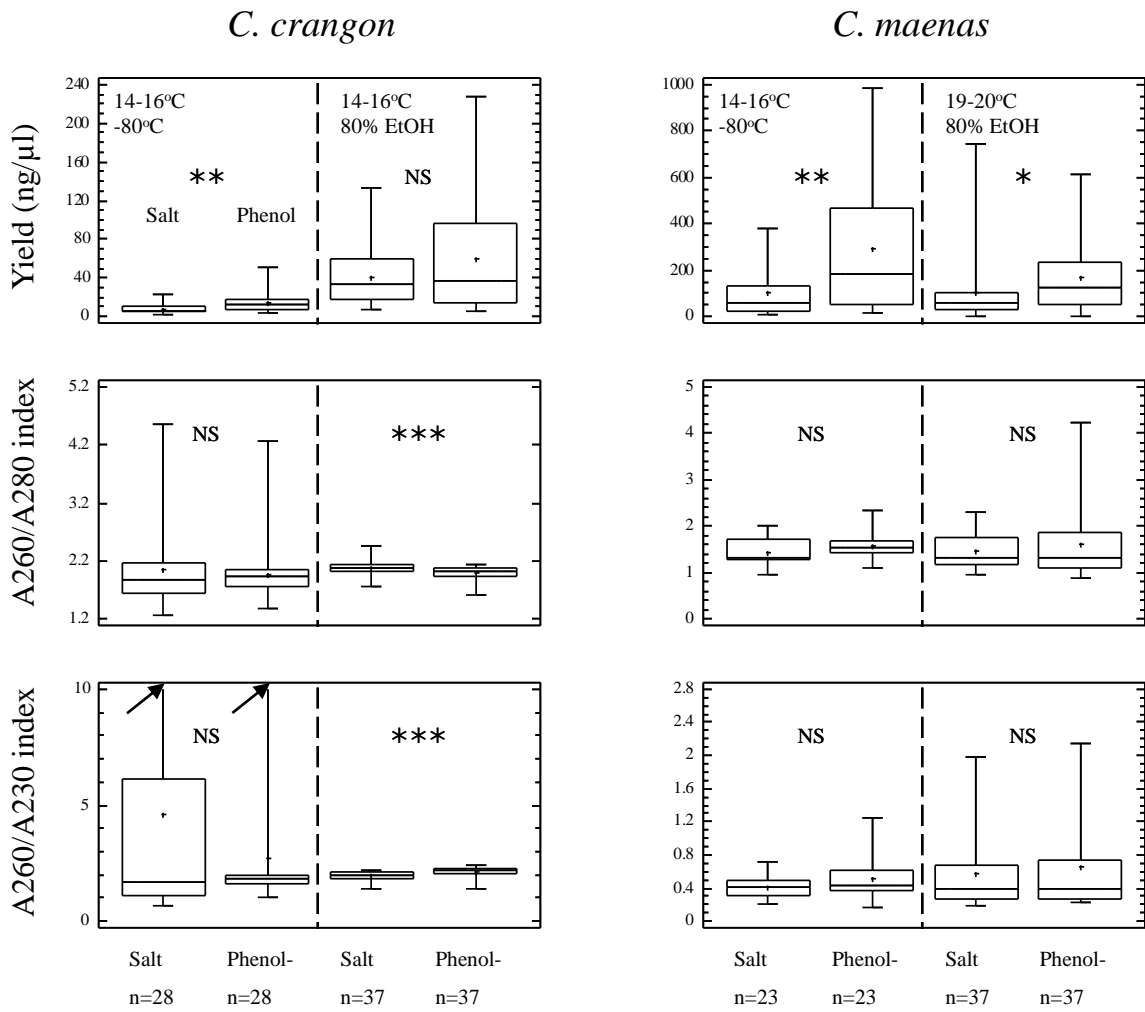 C. crangon
C. maenas
Yield (ng/µl)
240
200
160
120
80
40
0
14-16°C
-80°C
**
Salt
Phenol
14-16°C
80% EtOH
NS
1000
800
600
400
200
0
14-16°C
-80°C
**
19-20°C
80% EtOH
*
A260/A280 index
5.2
4.2
3.2
2.2
1.2
NS
***
5
4
3
2
1
0
NS
NS
A260/A230 index
10
5
0
NS
***
2.8
2.4
2
1.6
1.2
0.8
0.4
0
NS
NS
Salt Phenol- Salt Phenol-
n=28 n=28 n=37 n=37
Salt Phenol- Salt Phenol-
n=23 n=23 n=37 n=37